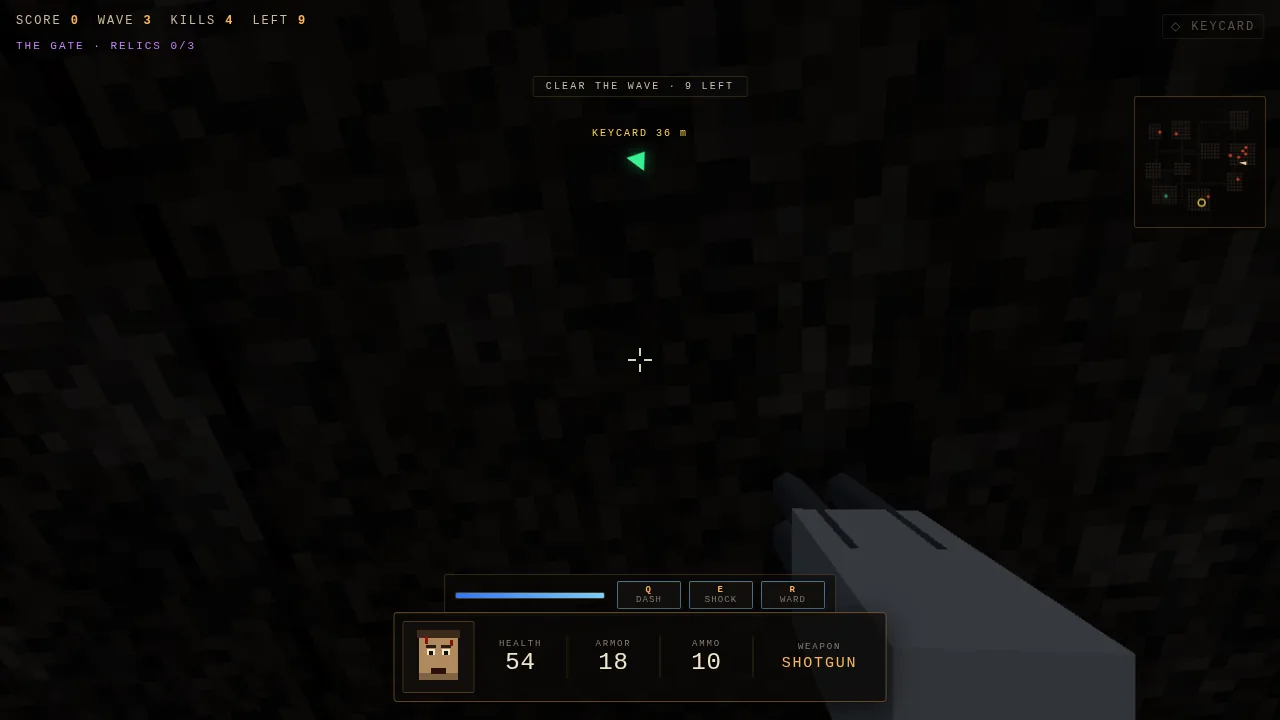 SCORE 0 WAVE 3 KILLS 4 LEFT 9
THE GATE · RELICS 0/3
◇ KEYCARD
CLEAR THE WAVE · 9 LEFT
KEYCARD 36 m
Q
DASH
E
SHOCK
R
WARD
HEALTH
54
ARMOR
18
AMMO
10
WEAPON
SHOTGUN